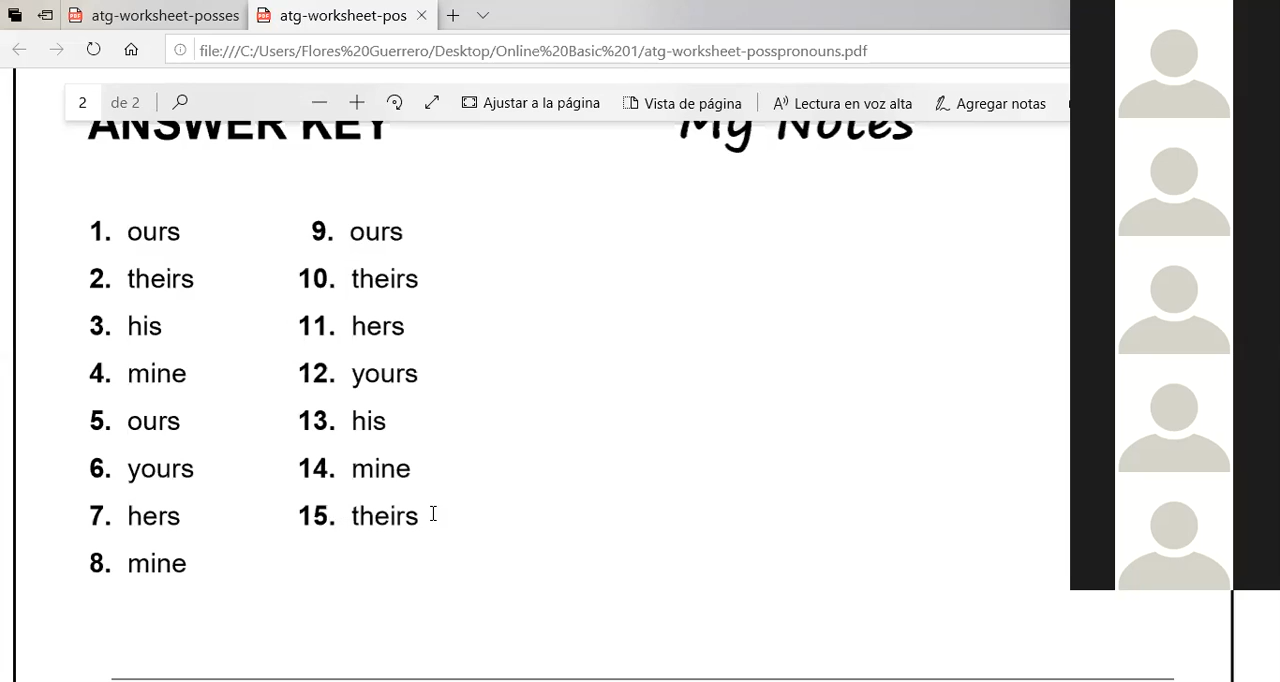 atg-worksheet-posses
atg-worksheet-pos
file:///C:/Users/Flores%20Guerrero/Desktop/Online%20Basic%201/atg-worksheet-posspronouns.pdf
2 de 2
Ajustar a la página
Vista de página
Lectura en voz alta
Agregar notas
ANSWER KEY
My Notes
1. ours
2. theirs
3. his
4. mine
5. ours
6. yours
7. hers
8. mine
9. ours
10. theirs
11. hers
12. yours
13. his
14. mine
15. theirs